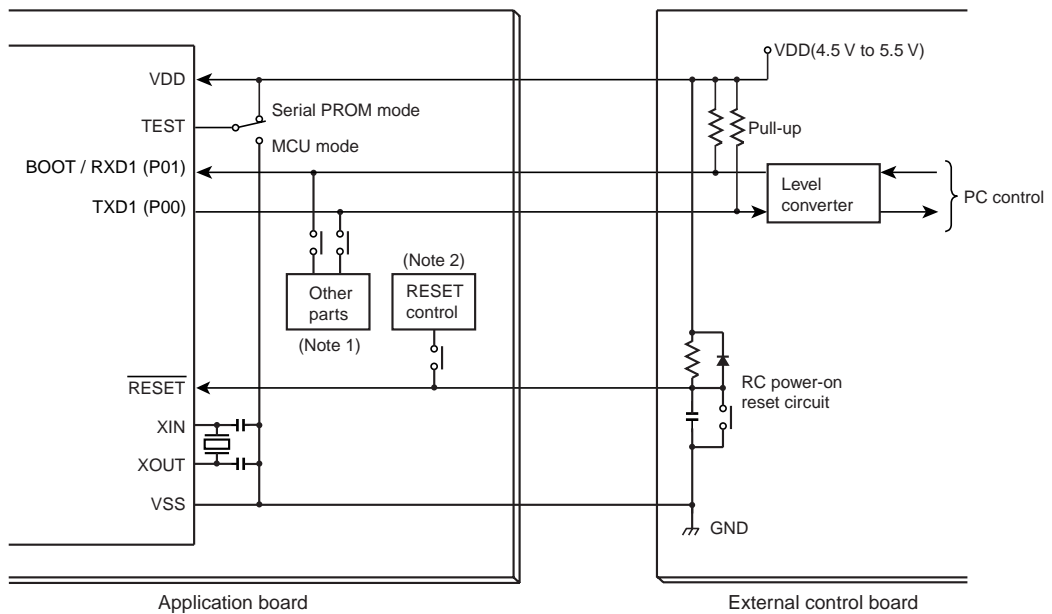 VDD(4.5 V to 5.5 V)
VDD
Serial PROM mode
TEST
Pull-up
MCU mode
BOOT / RXD1 (P01)
Level
converter
PC control
TXD1 (P00)
(Note 2)
Other
parts
RESET
control
(Note 1)
RESET
RC power-on
reset circuit
XIN
XOUT
VSS
GND
Application board
External control board